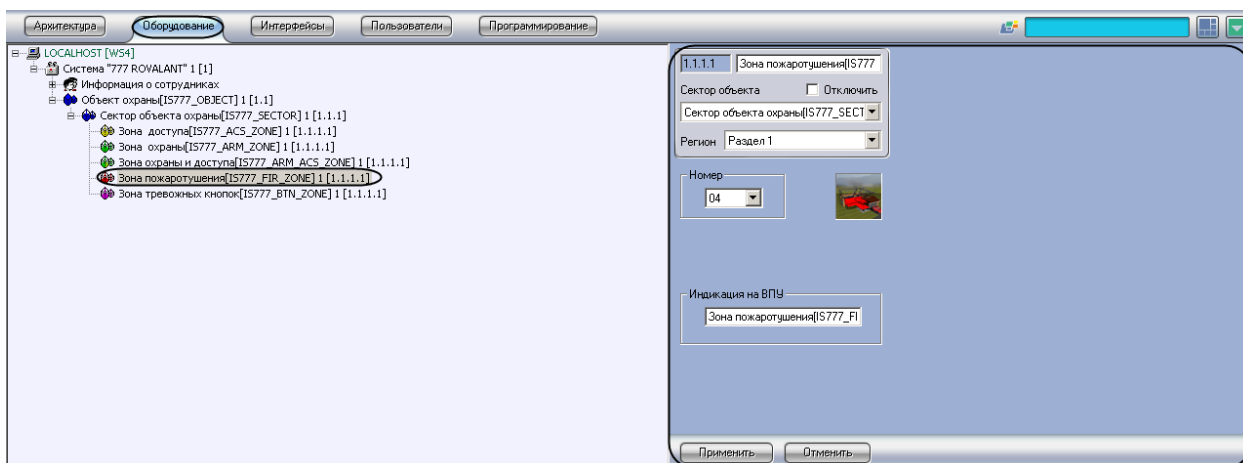 Архитектура Оборудование Интерфейсы Пользователи Программирование
LOCALHOST [WS4]
Система "777 ROVALANT" 1 [1]
Информация о сотрудниках
Объект охраны[IS777_OBJECT] 1 [1.1]
Сектор объекта охраны[IS777_SECTOR] 1 [1.1.1]
Зона доступа[IS777_ACS_ZONE] 1 [1.1.1.1]
Зона охраны[IS777_ARM_ZONE] 1 [1.1.1.1]
Зона охраны и доступа[IS777_ARM_ACS_ZONE] 1 [1.1.1.1]
Зона пожаротушения[IS777_FIR_ZONE] 1 [1.1.1.1]
Зона тревожных кнопок[IS777_BTN_ZONE] 1 [1.1.1.1]
1.1.1.1 Зона пожаротушения[IS777
Сектор объекта Отключить
Сектор объекта охраны[IS777_SECT
Регион Раздел 1
Номер
04
Индикация на ВПУ
Зона пожаротушения[IS777_FI
Применить Отменить